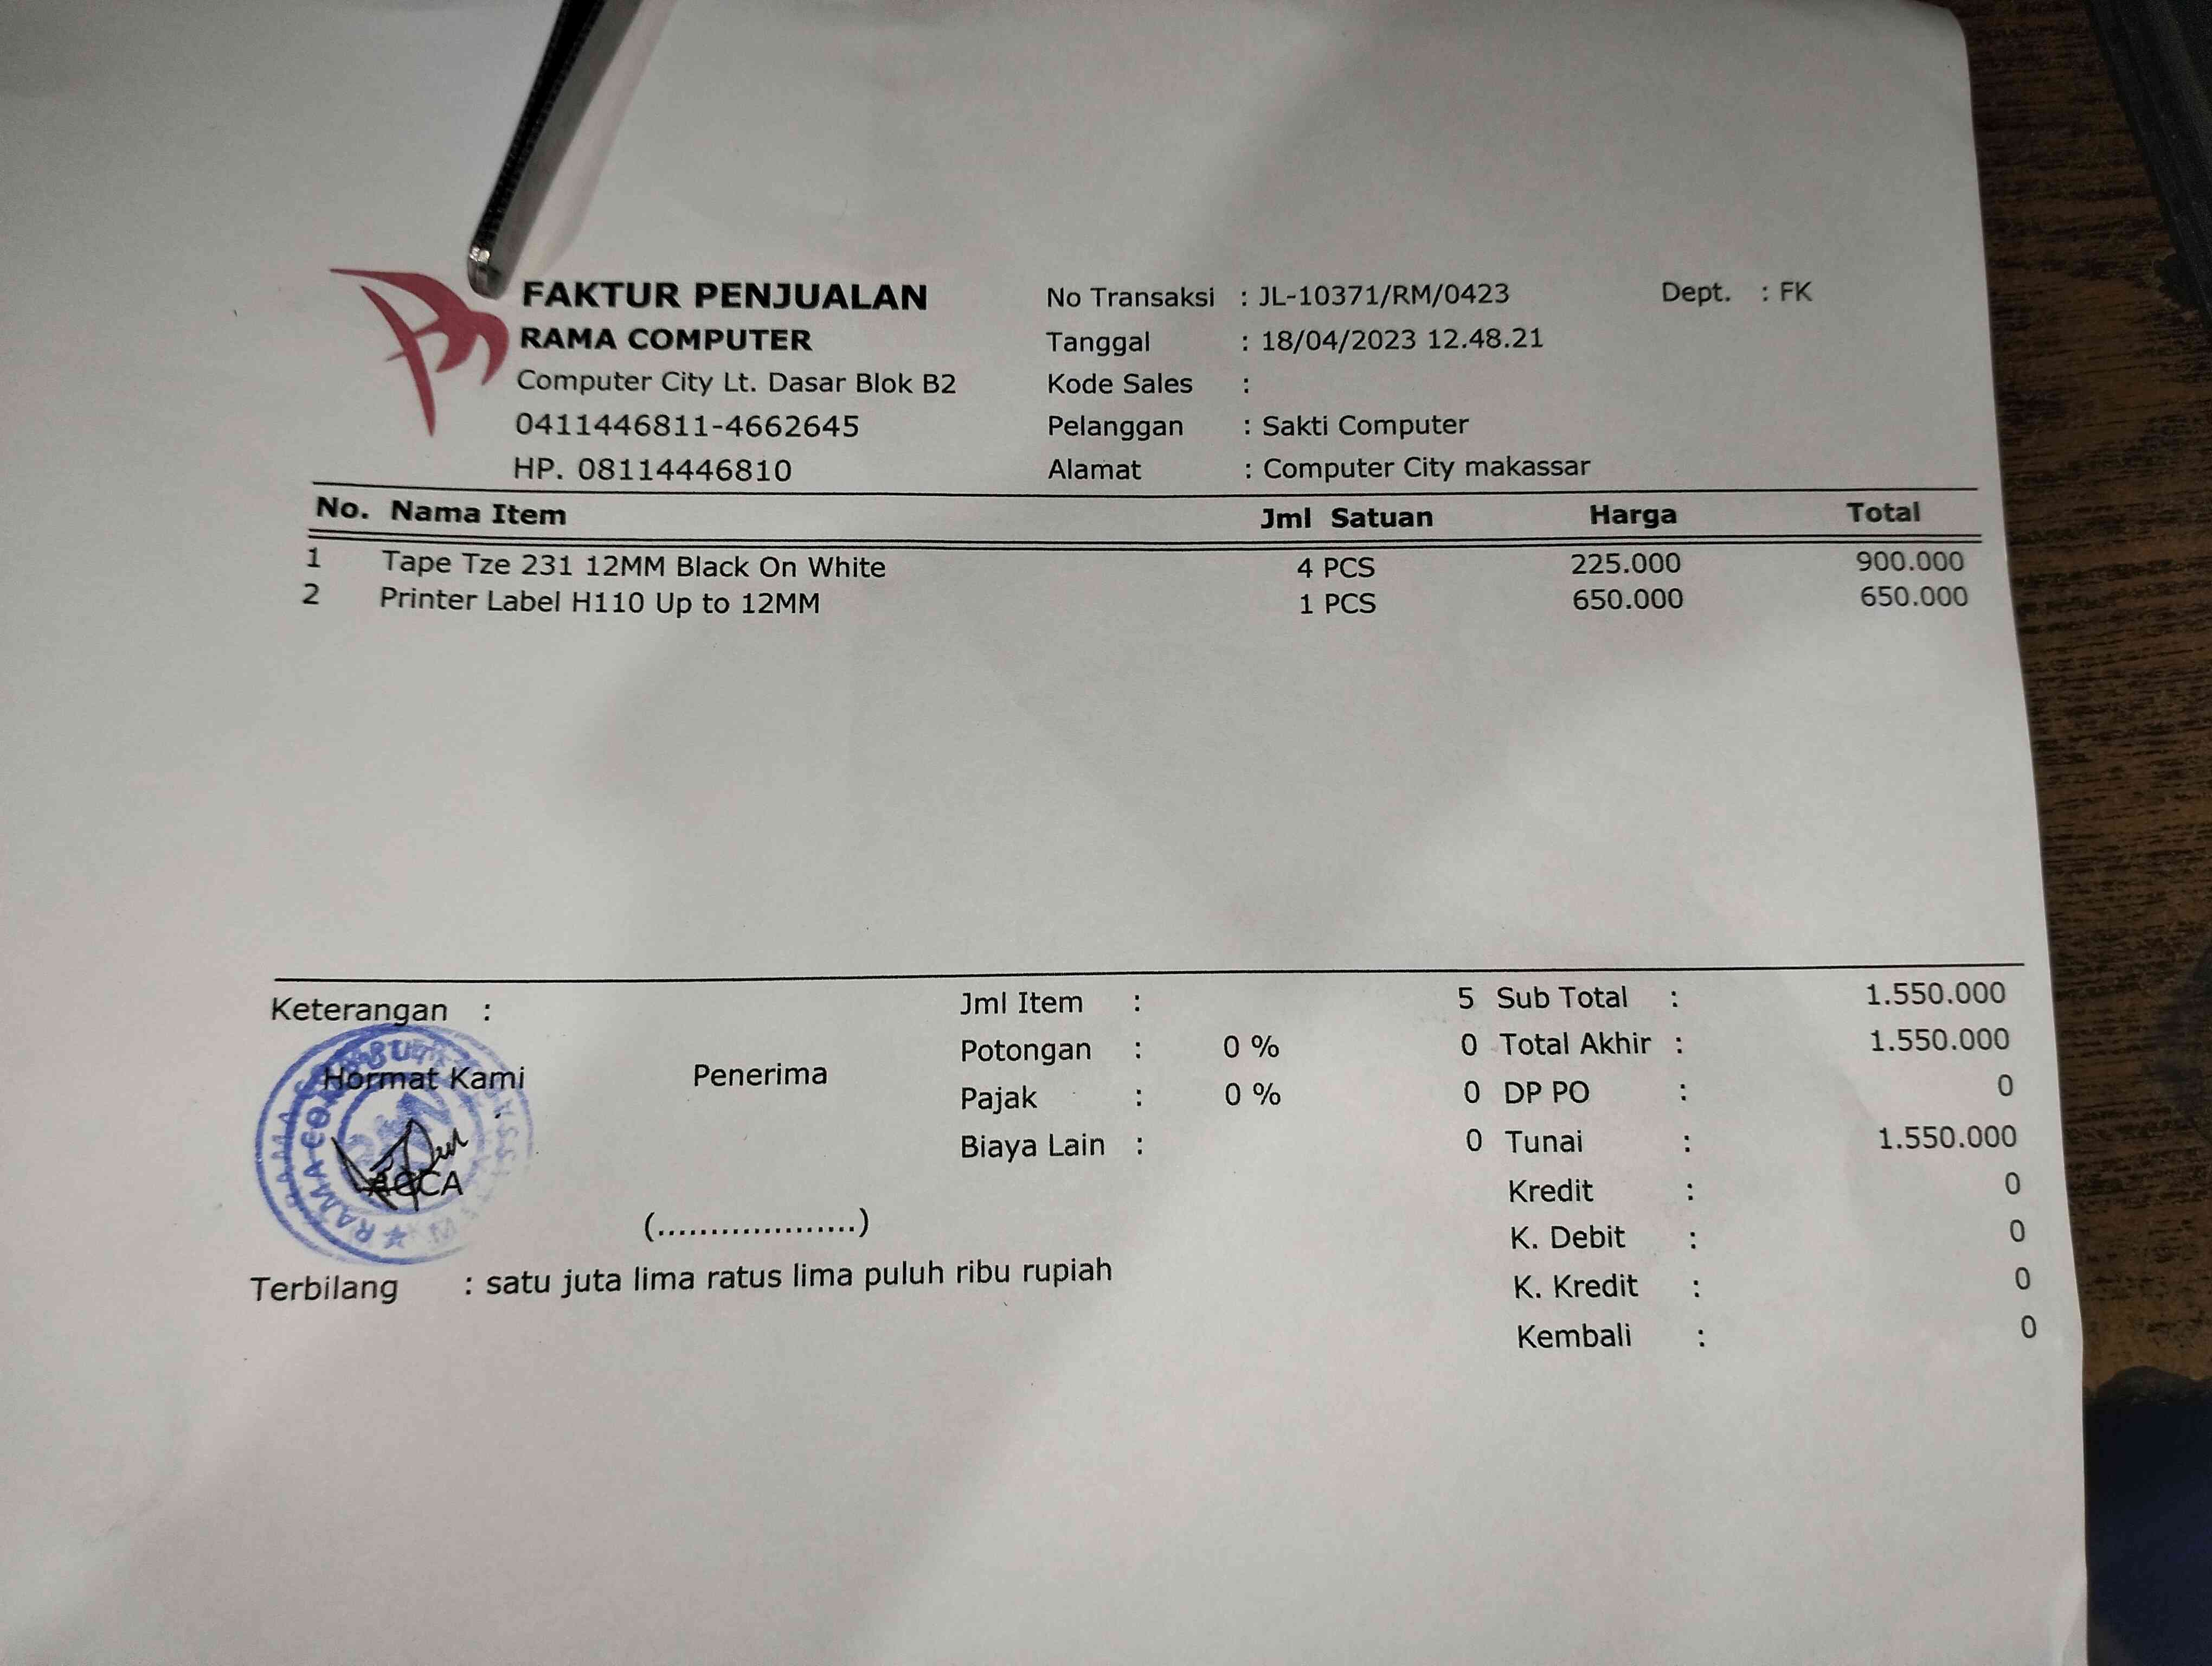 FAKTUR PENJUALAN
RAMA COMPUTER
Computer City Lt. Dasar Blok B2
0411446811-4662645
HP. 08114446810
No Transaksi : JL-10371/RM/0423 Dept. : FK
Tanggal : 18/04/2023 12.48.21
Kode Sales :
Pelanggan : Sakti Computer
Alamat : Computer City makassar
No. Nama Item Jml Satuan Harga Total
1 Tape Tze 231 12MM Black On White 4 PCS 225.000 900.000
2 Printer Label H110 Up to 12MM 1 PCS 650.000 650.000
Keterangan :
Hormat Kami Penerima
(....................)
Jml Item : 5
Potongan : 0 % 0
Pajak : 0 % 0
Biaya Lain : 0
Sub Total : 1.550.000
Total Akhir : 1.550.000
DP PO : 0
Tunai : 1.550.000
Kredit : 0
K. Debit : 0
K. Kredit : 0
Kembali : 0
Terbilang : satu juta lima ratus lima puluh ribu rupiah